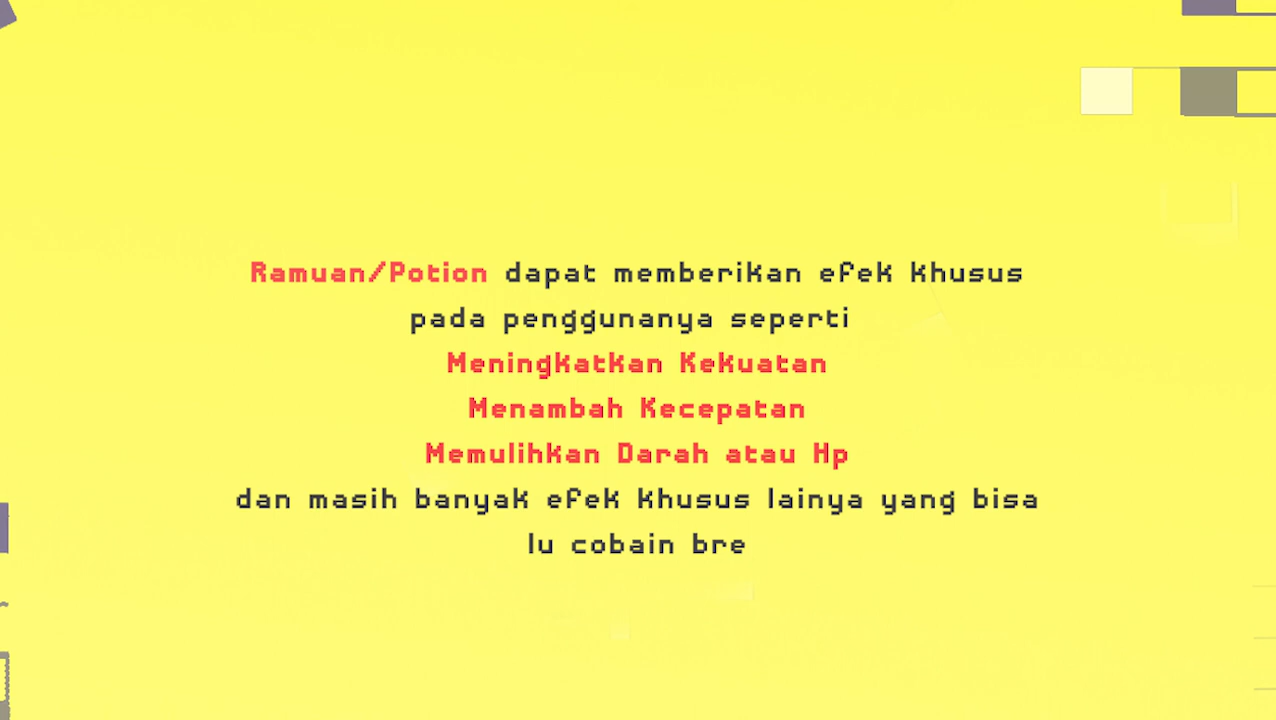 Ramuan/Potion dapat memberikan efek khusus
pada penggunanya seperti
Meningkatkan Kekuatan
Menambah Kecepatan
Memulihkan Darah atau Hp
dan masih banyak efek khusus lainya yang bisa
lu cobain bre